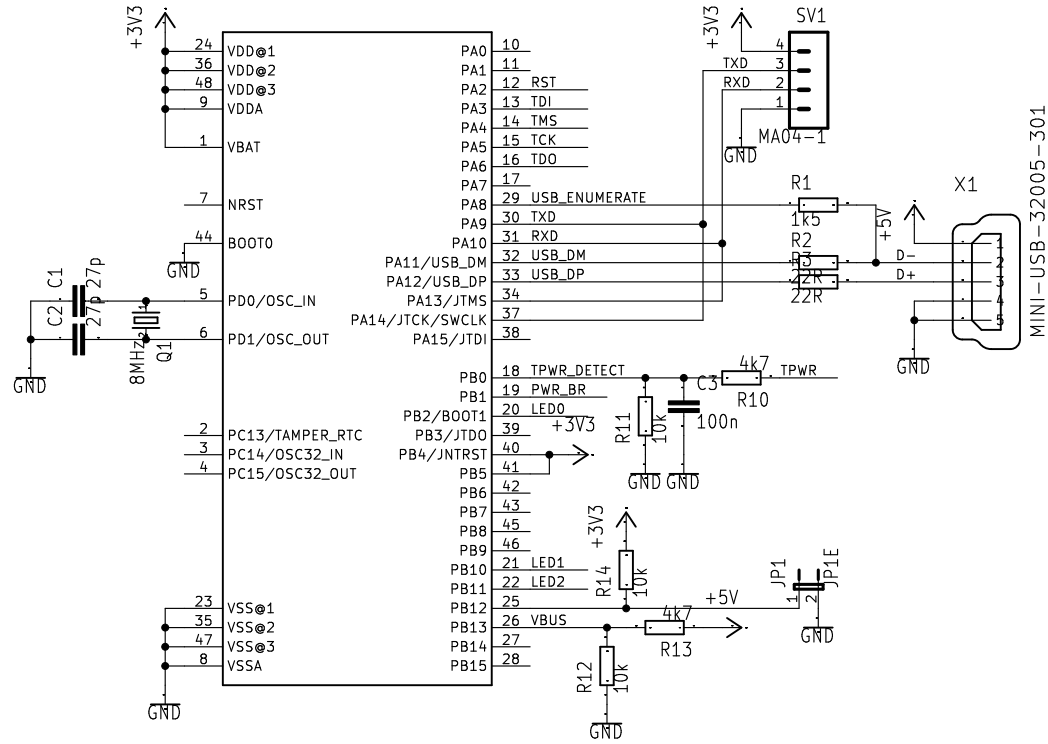 +3V3
24 VDD@1
36 VDD@2
48 VDD@3
9 VDDA
1 VBAT
7 NRST
44 BOOT0
GND
5 PD0/OSC_IN
6 PD1/OSC_OUT
C1 27p
C2 27p
8MHz
1
2
Q1
GND
2 PC13/TAMPER_RTC
3 PC14/OSC32_IN
4 PC15/OSC32_OUT
23 VSS@1
35 VSS@2
47 VSS@3
8 VSSA
GND
PA0 10
PA1 11
PA2 12 RST
PA3 13 TDI
PA4 14 TMS
PA5 15 TCK
PA6 16 TDO
PA7 17
PA8 29 USB_ENUMERATE
PA9 30 TXD
PA10 31 RXD
PA11/USB_DM 32 USB_DM
PA12/USB_DP 33 USB_DP
PA13/JTMS 34
PA14/JTCK/SWCLK 37
PA15/JTDI 38
PB0 18 TPWR_DETECT
PB1 19 PWR_BR
PB2/BOOT1 20 LED0
PB3/JTDO 39
PB4/JNTRST 40
PB5 41
PB6 42
PB7 43
PB8 45
PB9 46
PB10 21 LED1
PB11 22 LED2
PB12 25
PB13 26 VBUS
PB14 27
PB15 28
+3V3
SV1
4
TXD 3
RXD 2
1
MA04-1
GND
R1
1k5
R2
22R
R3
22R
+5V
D-
D+
X1
1
2
3
4
5
MINI-USB-32005-301
GND
4k7
R10
TPWR
C3
100n
R11
10k
GND
GND
+3V3
+3V3
R14
10k
JP1
JP1E
1
2
GND
+5V
4k7
R13
R12
10k
GND